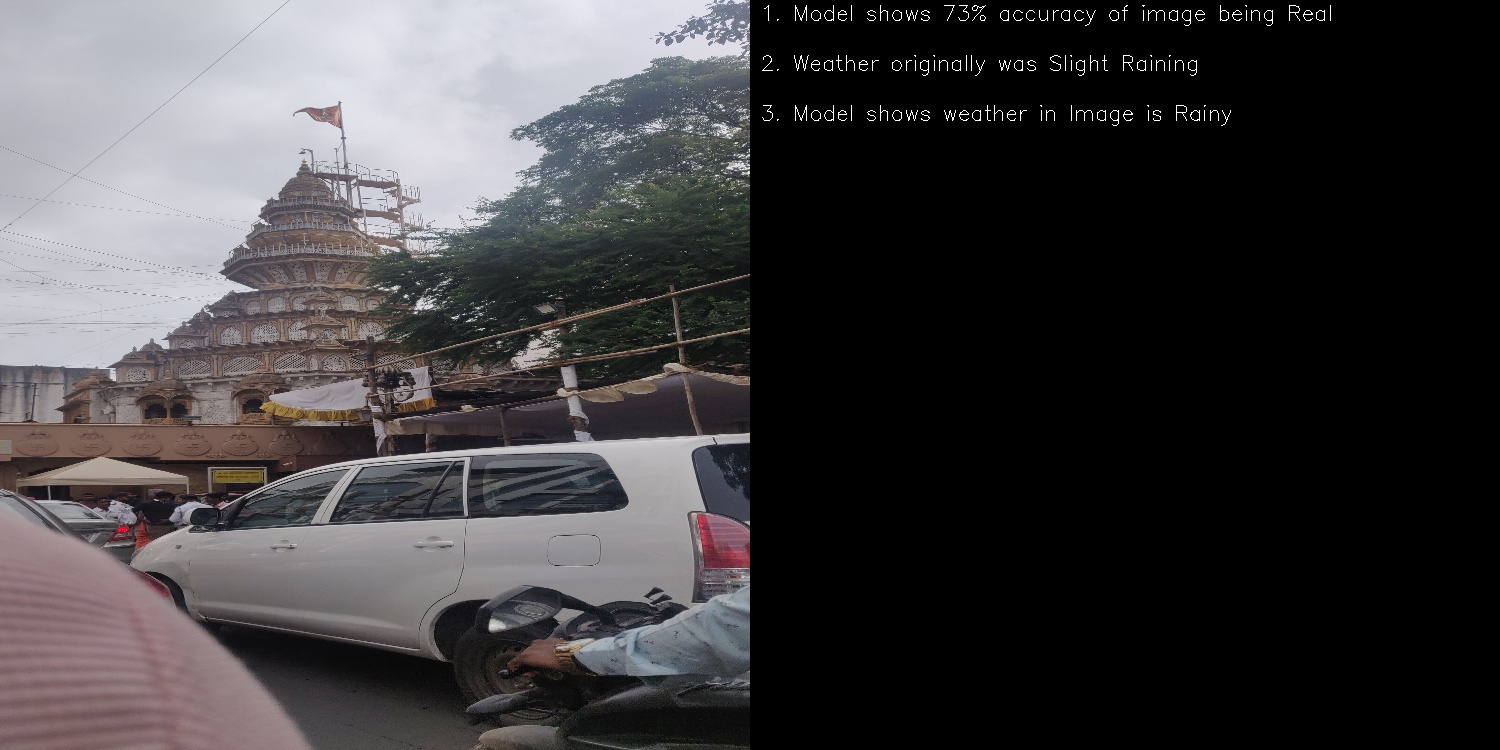 1. Model shows 73% accuracy of image being Real
2. Weather originally was Slight Raining
3. Model shows weather in Image is Rainy